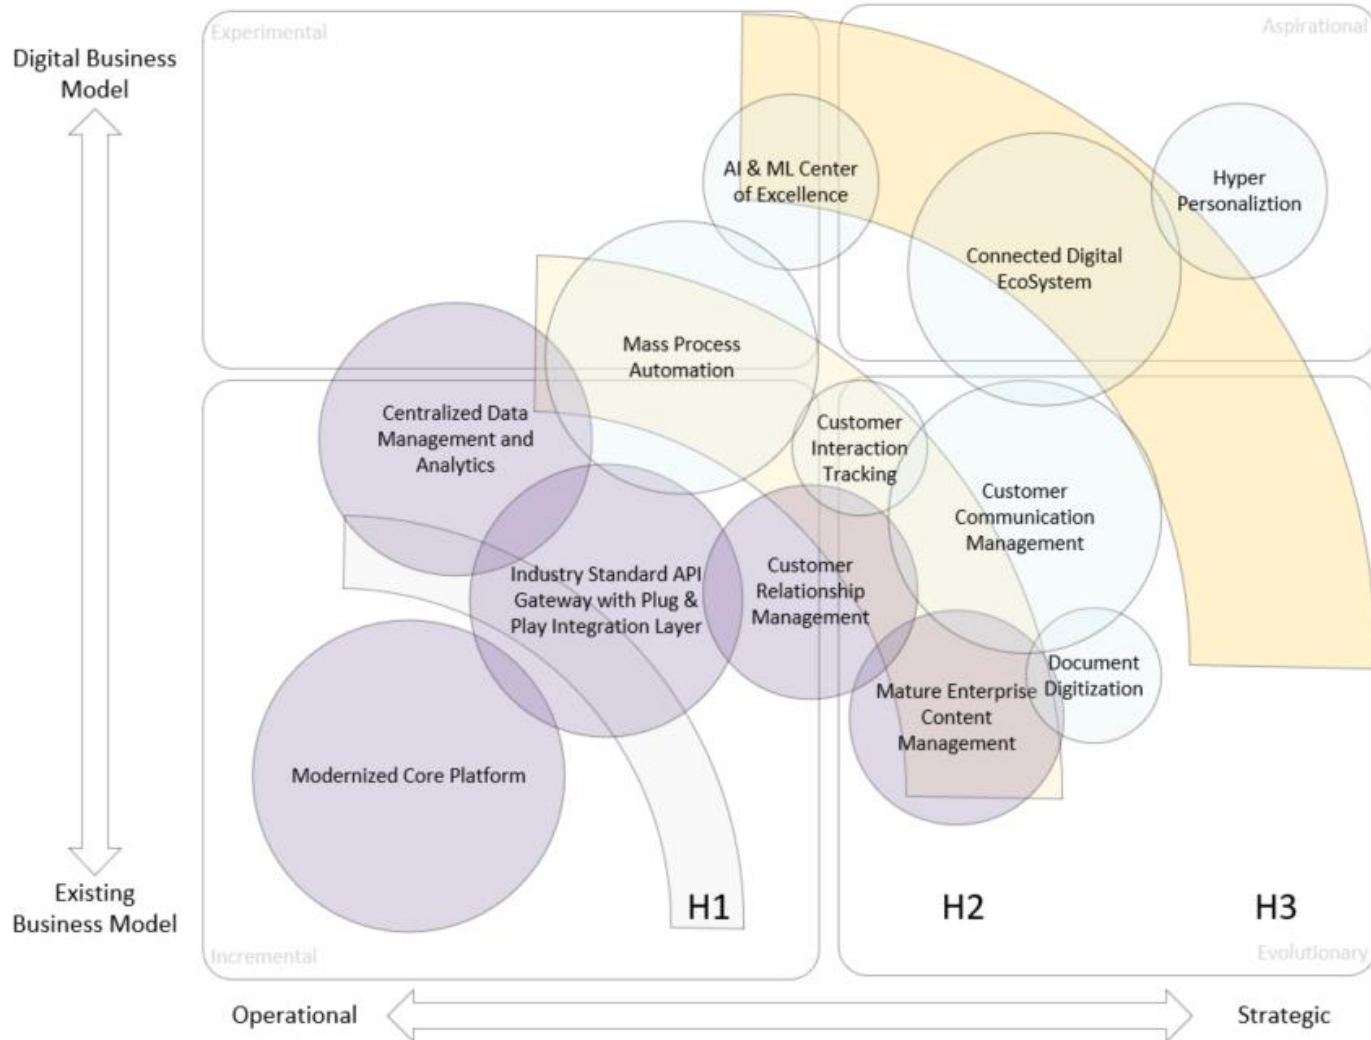 Experimental
Aspirational
Digital Business
Model
AI & ML Center
of Excellence
Hyper
Personaliztion
Connected Digital
EcoSystem
Mass Process
Automation
Centralized Data
Management and
Analytics
Customer
Interaction
Tracking
Customer
Communication
Management
Industry Standard API
Gateway with Plug &
Play Integration Layer
Customer
Relationship
Management
Document
Digitization
Mature Enterprise
Content
Management
Modernized Core Platform
Existing
Business Model
H1
H2
H3
Incremental
Evolutionary
Operational
Strategic